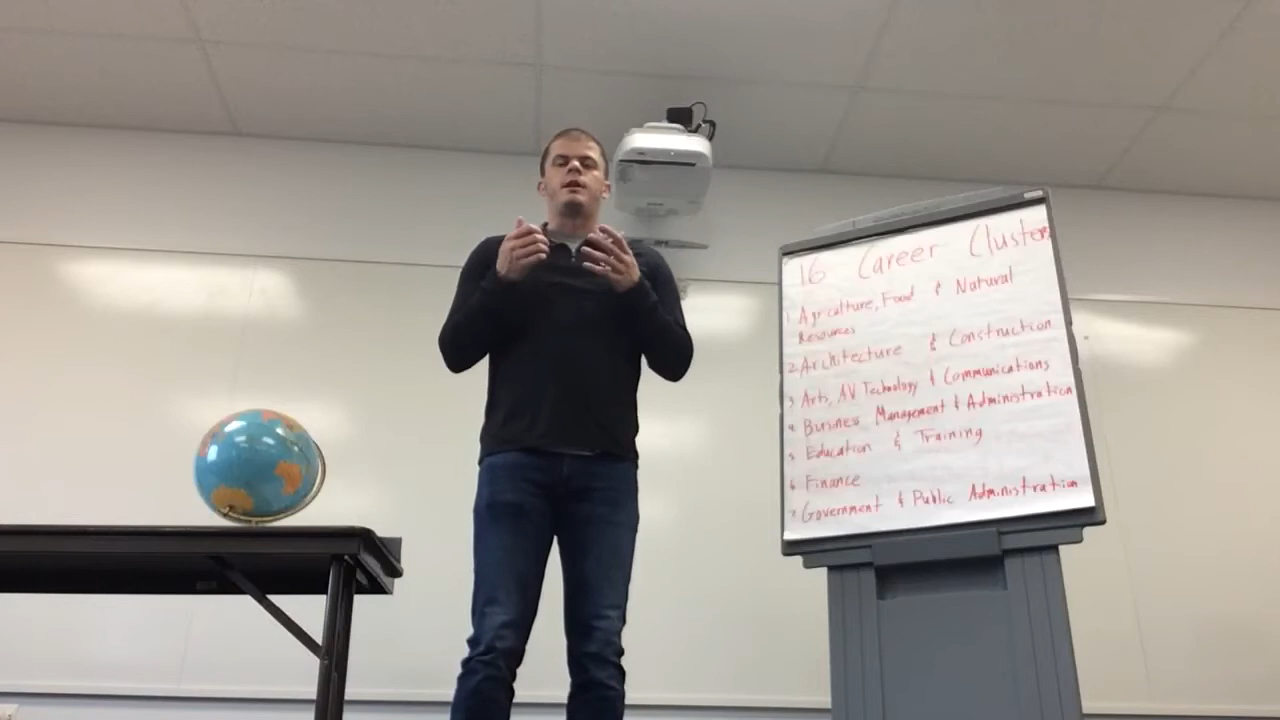 16 Career Clusters
1 Agriculture, Food & Natural
Resources
2. Architecture & Construction
3 Arts, AV Technology & Communications
4 Business Management & Administration
5 Education & Training
6 Finance
7 Government & Public Administration